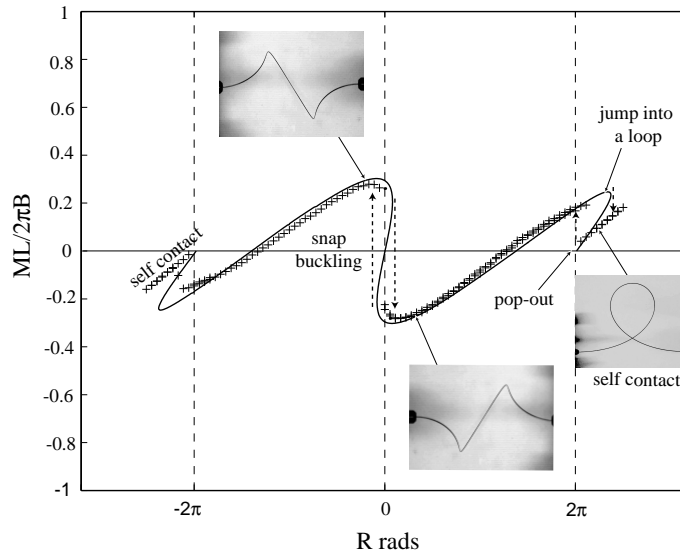 1
0.8
0.6
0.4
0.2
0
-0.2
-0.4
-0.6
-0.8
-1
ML/2πB
-2π
0
2π
R rads
self contact
snap
buckling
jump into
a loop
pop-out
self contact